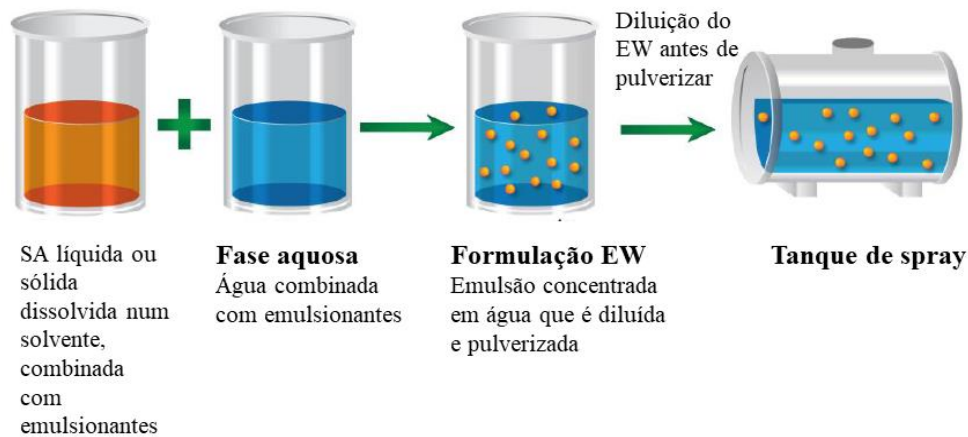 Diluição do
EW antes de
pulverizar
SA líquida ou
sólida
dissolvida num
solvente,
combinada
com
emulsionantes
Fase aquosa
Água combinada
com emulsionantes
Formulação EW
Emulsão concentrada
em água que é diluída
e pulverizada
Tanque de spray